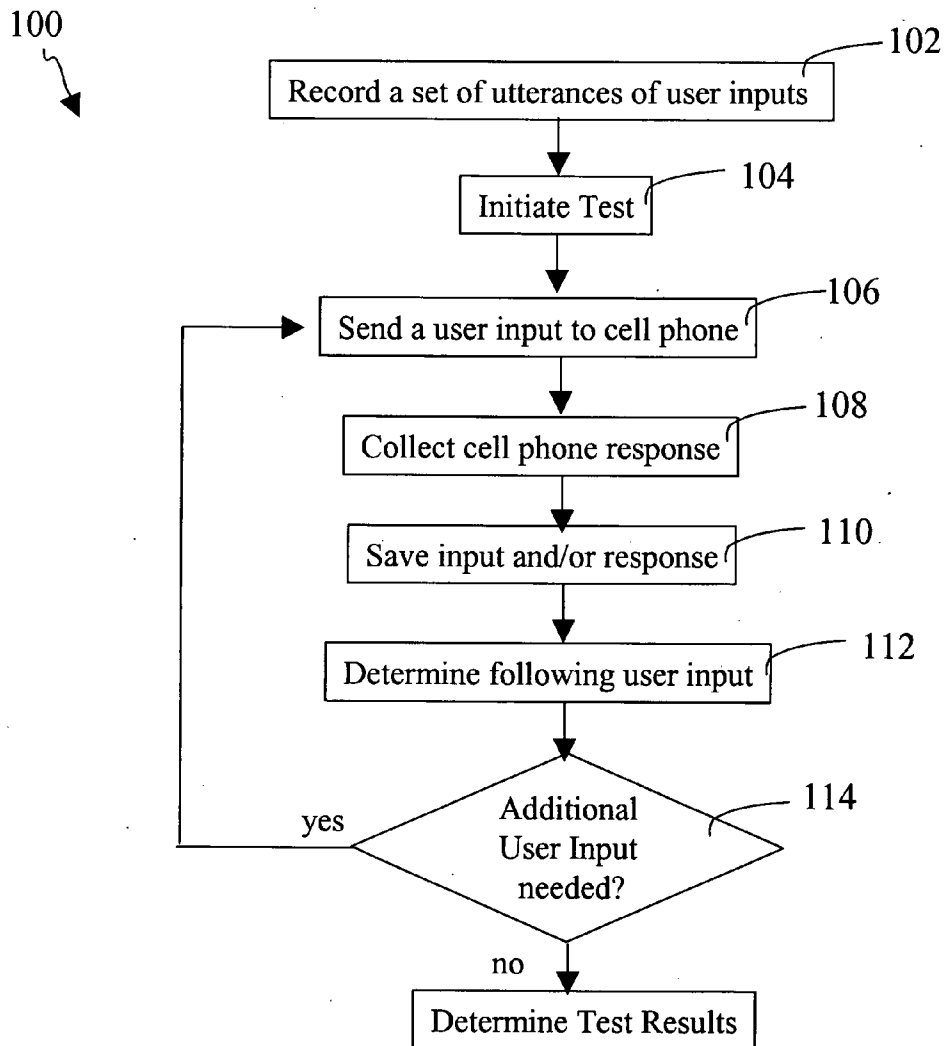 100
102
Record a set of utterances of user inputs
104
Initiate Test
106
Send a user input to cell phone
108
Collect cell phone response
110
Save input and/or response
112
Determine following user input
114
yes
Additional
User Input
needed?
no
Determine Test Results